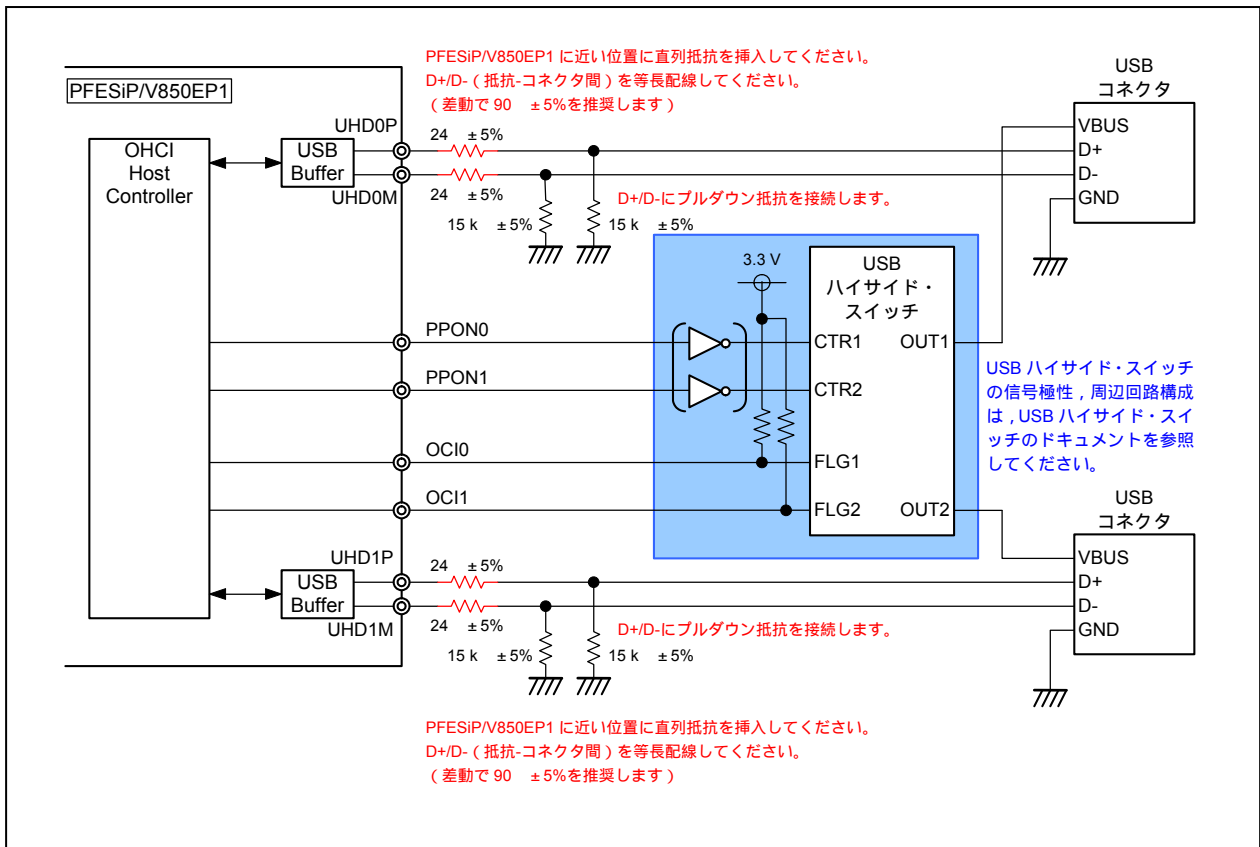 PFESiP/V850EP1 に近い位置に直列抵抗を挿入してください。
D+/D-（抵抗-コネクタ間）を等長配線してください。
（差動で 90 ±5%を推奨します）
USB
コネクタ
PFESiP/V850EP1
UHD0P
24 ±5%
VBUS
D+
D-
GND
OHCI
Host
Controller
USB
Buffer
UHD0M
24 ±5%
D+/D-にプルダウン抵抗を接続します。
15 k ±5%
15 k ±5%
3.3 V
USB
ハイサイド・
スイッチ
PPON0
CTR1
OUT1
PPON1
CTR2
USB ハイサイド・スイッチ
の信号極性，周辺回路構成
は，USB ハイサイド・スイ
ッチのドキュメントを参照
してください。
OCI0
FLG1
OCI1
FLG2
OUT2
USB
コネクタ
UHD1P
24 ±5%
VBUS
D+
D-
GND
USB
Buffer
UHD1M
24 ±5%
D+/D-にプルダウン抵抗を接続します。
15 k ±5%
15 k ±5%
PFESiP/V850EP1 に近い位置に直列抵抗を挿入してください。
D+/D-（抵抗-コネクタ間）を等長配線してください。
（差動で 90 ±5%を推奨します）